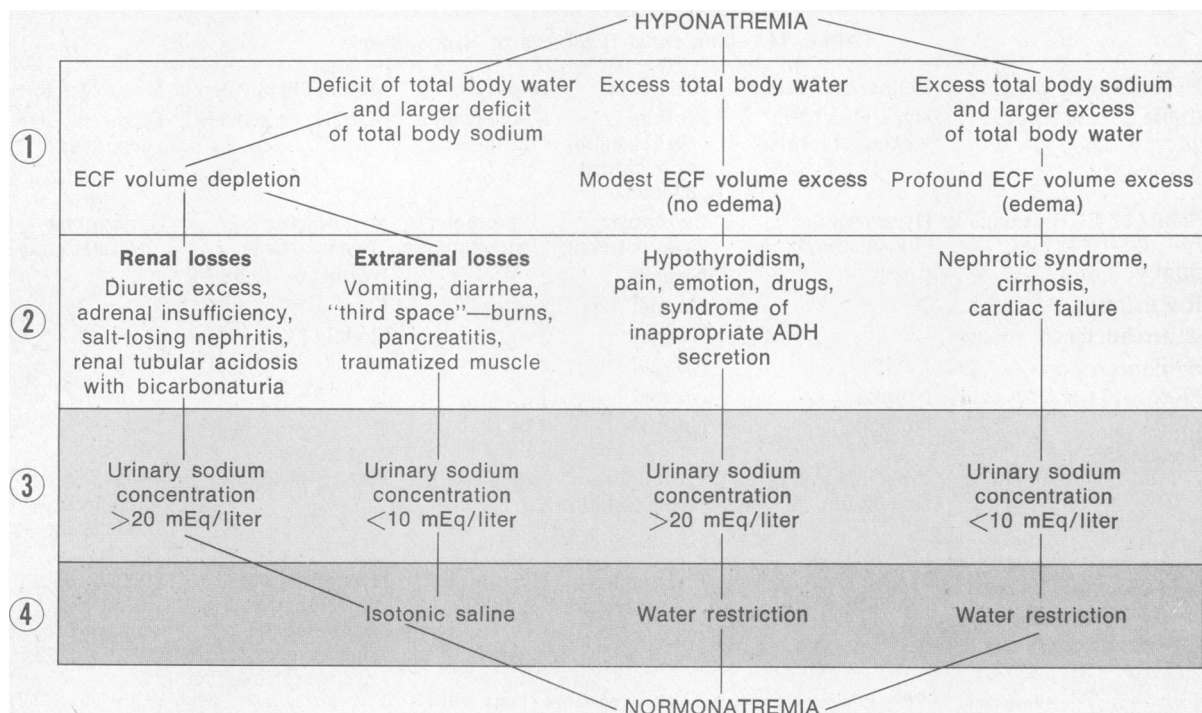 HYPONATREMIA
①
Deficit of total body water
and larger deficit
of total body sodium
Excess total body water
Excess total body sodium
and larger excess
of total body water
ECF volume depletion
Modest ECF volume excess
(no edema)
Profound ECF volume excess
(edema)
②
Renal losses
Diuretic excess,
adrenal insufficiency,
salt-losing nephritis,
renal tubular acidosis
with bicarbonaturia
Extrarenal losses
Vomiting, diarrhea,
“third space”—burns,
pancreatitis,
traumatized muscle
Hypothyroidism,
pain, emotion, drugs,
syndrome of
inappropriate ADH
secretion
Nephrotic syndrome,
cirrhosis,
cardiac failure
③
Urinary sodium
concentration
>20 mEq/liter
Urinary sodium
concentration
<10 mEq/liter
Urinary sodium
concentration
>20 mEq/liter
Urinary sodium
concentration
<10 mEq/liter
④
Isotonic saline
Water restriction
Water restriction
NORMONATREMIA